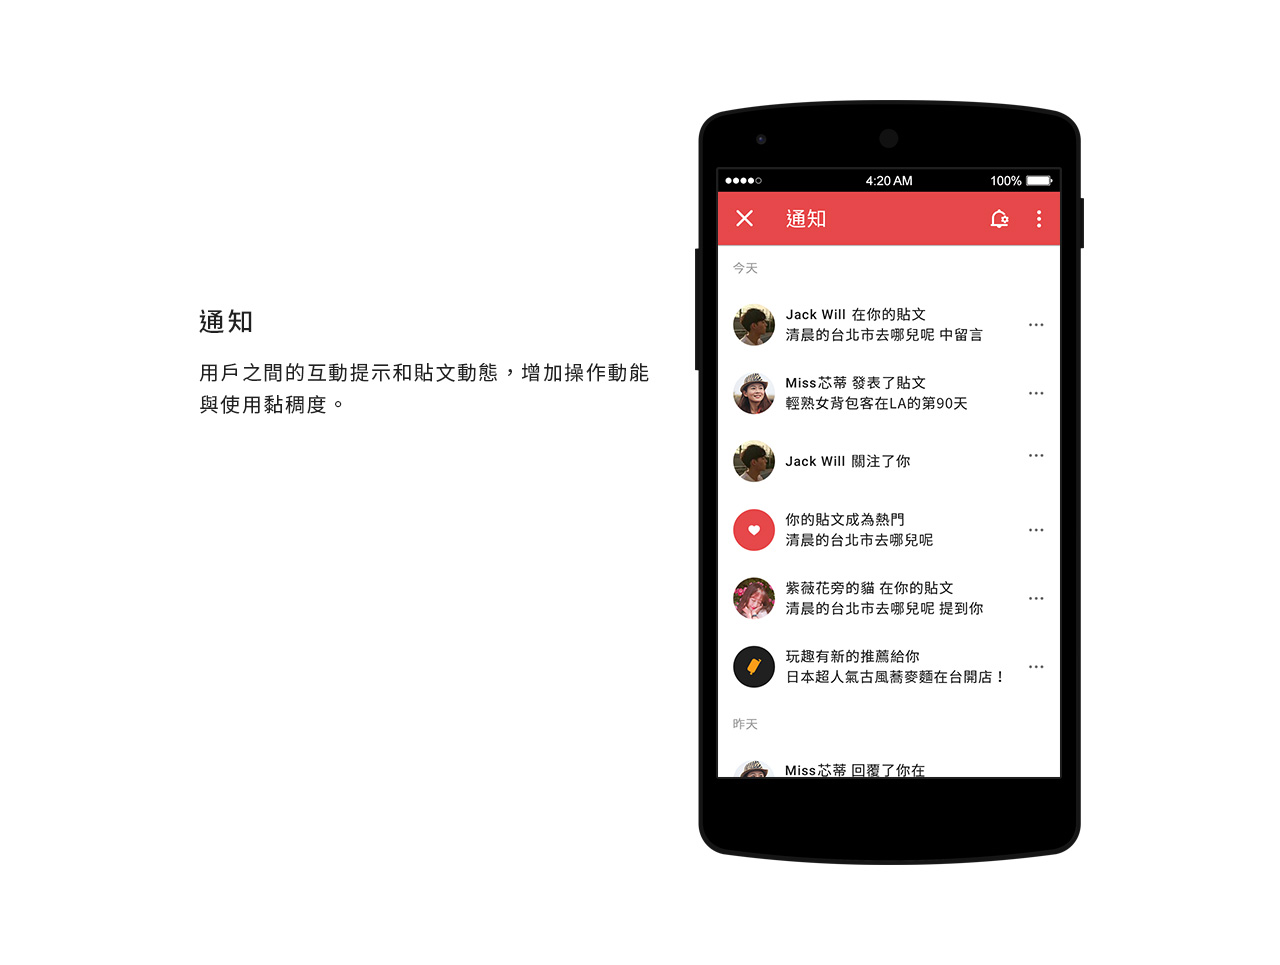 通知
用戶之間的互動提示和貼文動態，增加操作動能
與使用黏稠度。
4:20 AM
100%
通知
今天
Jack Will 在你的貼文
清晨的台北市去哪兒呢 中留言
Miss芯蒂 發表了貼文
輕熟女背包客在LA的第90天
Jack Will 關注了你
你的貼文成為熱門
清晨的台北市去哪兒呢
紫薇花旁的貓 在你的貼文
清晨的台北市去哪兒呢 提到你
玩趣有新的推薦給你
日本超人氣古風蕎麥麵在台開店！
昨天
Miss芯蒂 回覆了你在